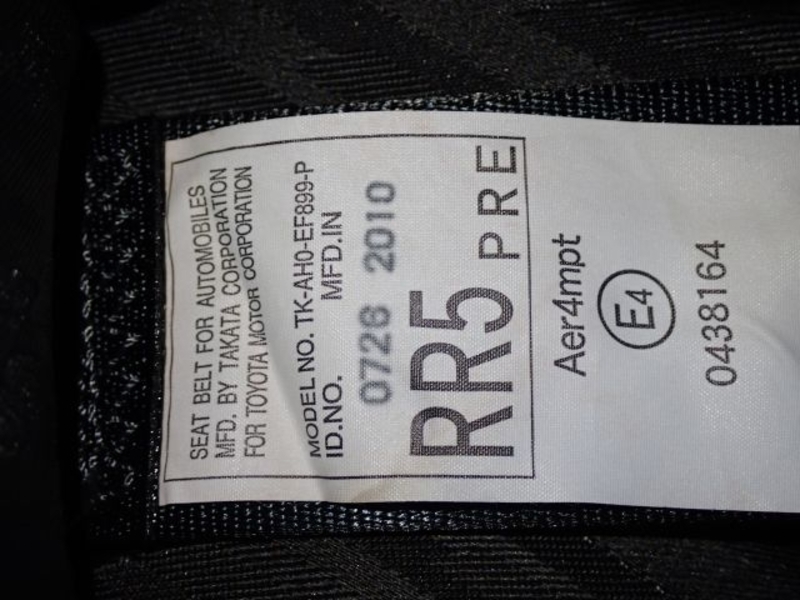 SEAT BELT FOR AUTOMOBILES
MFD. BY TAKATA CORPORATION
FOR TOYOTA MOTOR CORPORATION
MODEL NO. TK-AH0-EF899-P
ID.NO. MFD.IN
0726 2010
RR5 PRE
Aer4mpt
E4
0438164